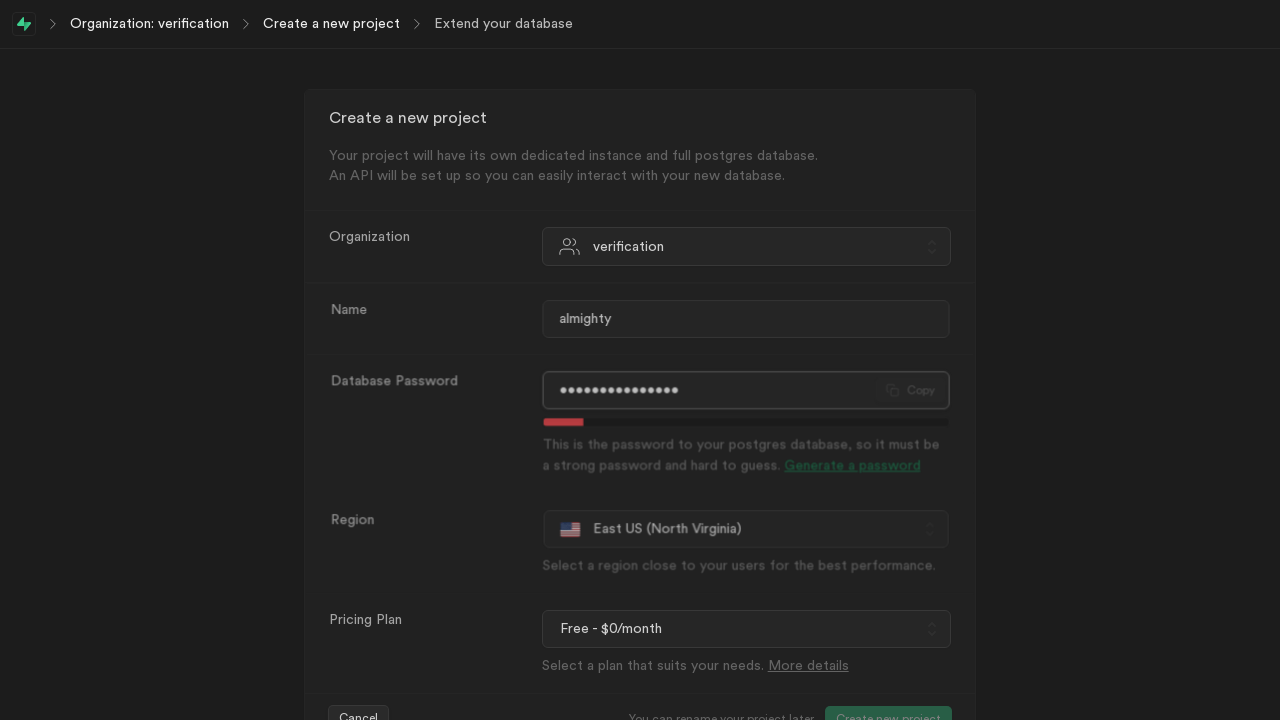 Organization: verification
Create a new project
Extend your database
Create a new project
Your project will have its own dedicated instance and full postgres database.
An API will be set up so you can easily interact with your new database.
Organization
verification
Name
almighty
Database Password
•••••••••••••••
Copy
This is the password to your postgres database, so it must be
a strong password and hard to guess. Generate a password
Region
East US (North Virginia)
Select a region close to your users for the best performance.
Pricing Plan
Free - $0/month
Select a plan that suits your needs. More details
Cancel
You can rename your project later
Create new project